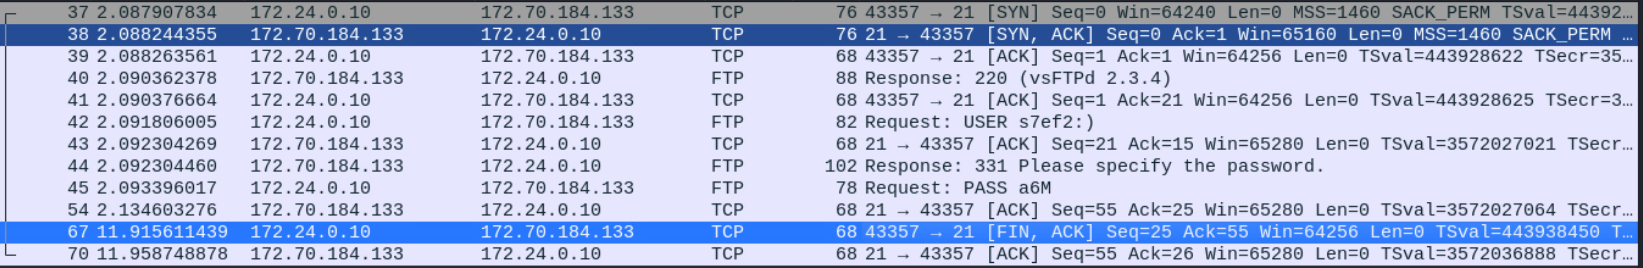 37 2.087907834 172.24.0.10 172.70.184.133 TCP 76 43357 → 21 [SYN] Seq=0 Win=64240 Len=0 MSS=1460 SACK_PERM TSval=44392…
38 2.088244355 172.70.184.133 172.24.0.10 TCP 76 21 → 43357 [SYN, ACK] Seq=0 Ack=1 Win=65160 Len=0 MSS=1460 SACK_PERM …
39 2.088263561 172.24.0.10 172.70.184.133 TCP 68 43357 → 21 [ACK] Seq=1 Ack=1 Win=64256 Len=0 TSval=443928622 TSecr=35…
40 2.090362378 172.70.184.133 172.24.0.10 FTP 88 Response: 220 (vsFTPd 2.3.4)
41 2.090376664 172.24.0.10 172.70.184.133 TCP 68 43357 → 21 [ACK] Seq=1 Ack=21 Win=64256 Len=0 TSval=443928625 TSecr=3…
42 2.091806005 172.24.0.10 172.70.184.133 FTP 82 Request: USER s7ef2:)
43 2.092304269 172.70.184.133 172.24.0.10 TCP 68 21 → 43357 [ACK] Seq=21 Ack=15 Win=65280 Len=0 TSval=3572027021 TSecr…
44 2.092304460 172.70.184.133 172.24.0.10 FTP 102 Response: 331 Please specify the password.
45 2.093396017 172.24.0.10 172.70.184.133 FTP 78 Request: PASS a6M
54 2.134603276 172.70.184.133 172.24.0.10 TCP 68 21 → 43357 [ACK] Seq=55 Ack=25 Win=65280 Len=0 TSval=3572027064 TSecr…
67 11.915611439 172.24.0.10 172.70.184.133 TCP 68 43357 → 21 [FIN, ACK] Seq=25 Ack=55 Win=64256 Len=0 TSval=443938450 T…
70 11.958748878 172.70.184.133 172.24.0.10 TCP 68 21 → 43357 [ACK] Seq=55 Ack=26 Win=65280 Len=0 TSval=3572036888 TSecr…